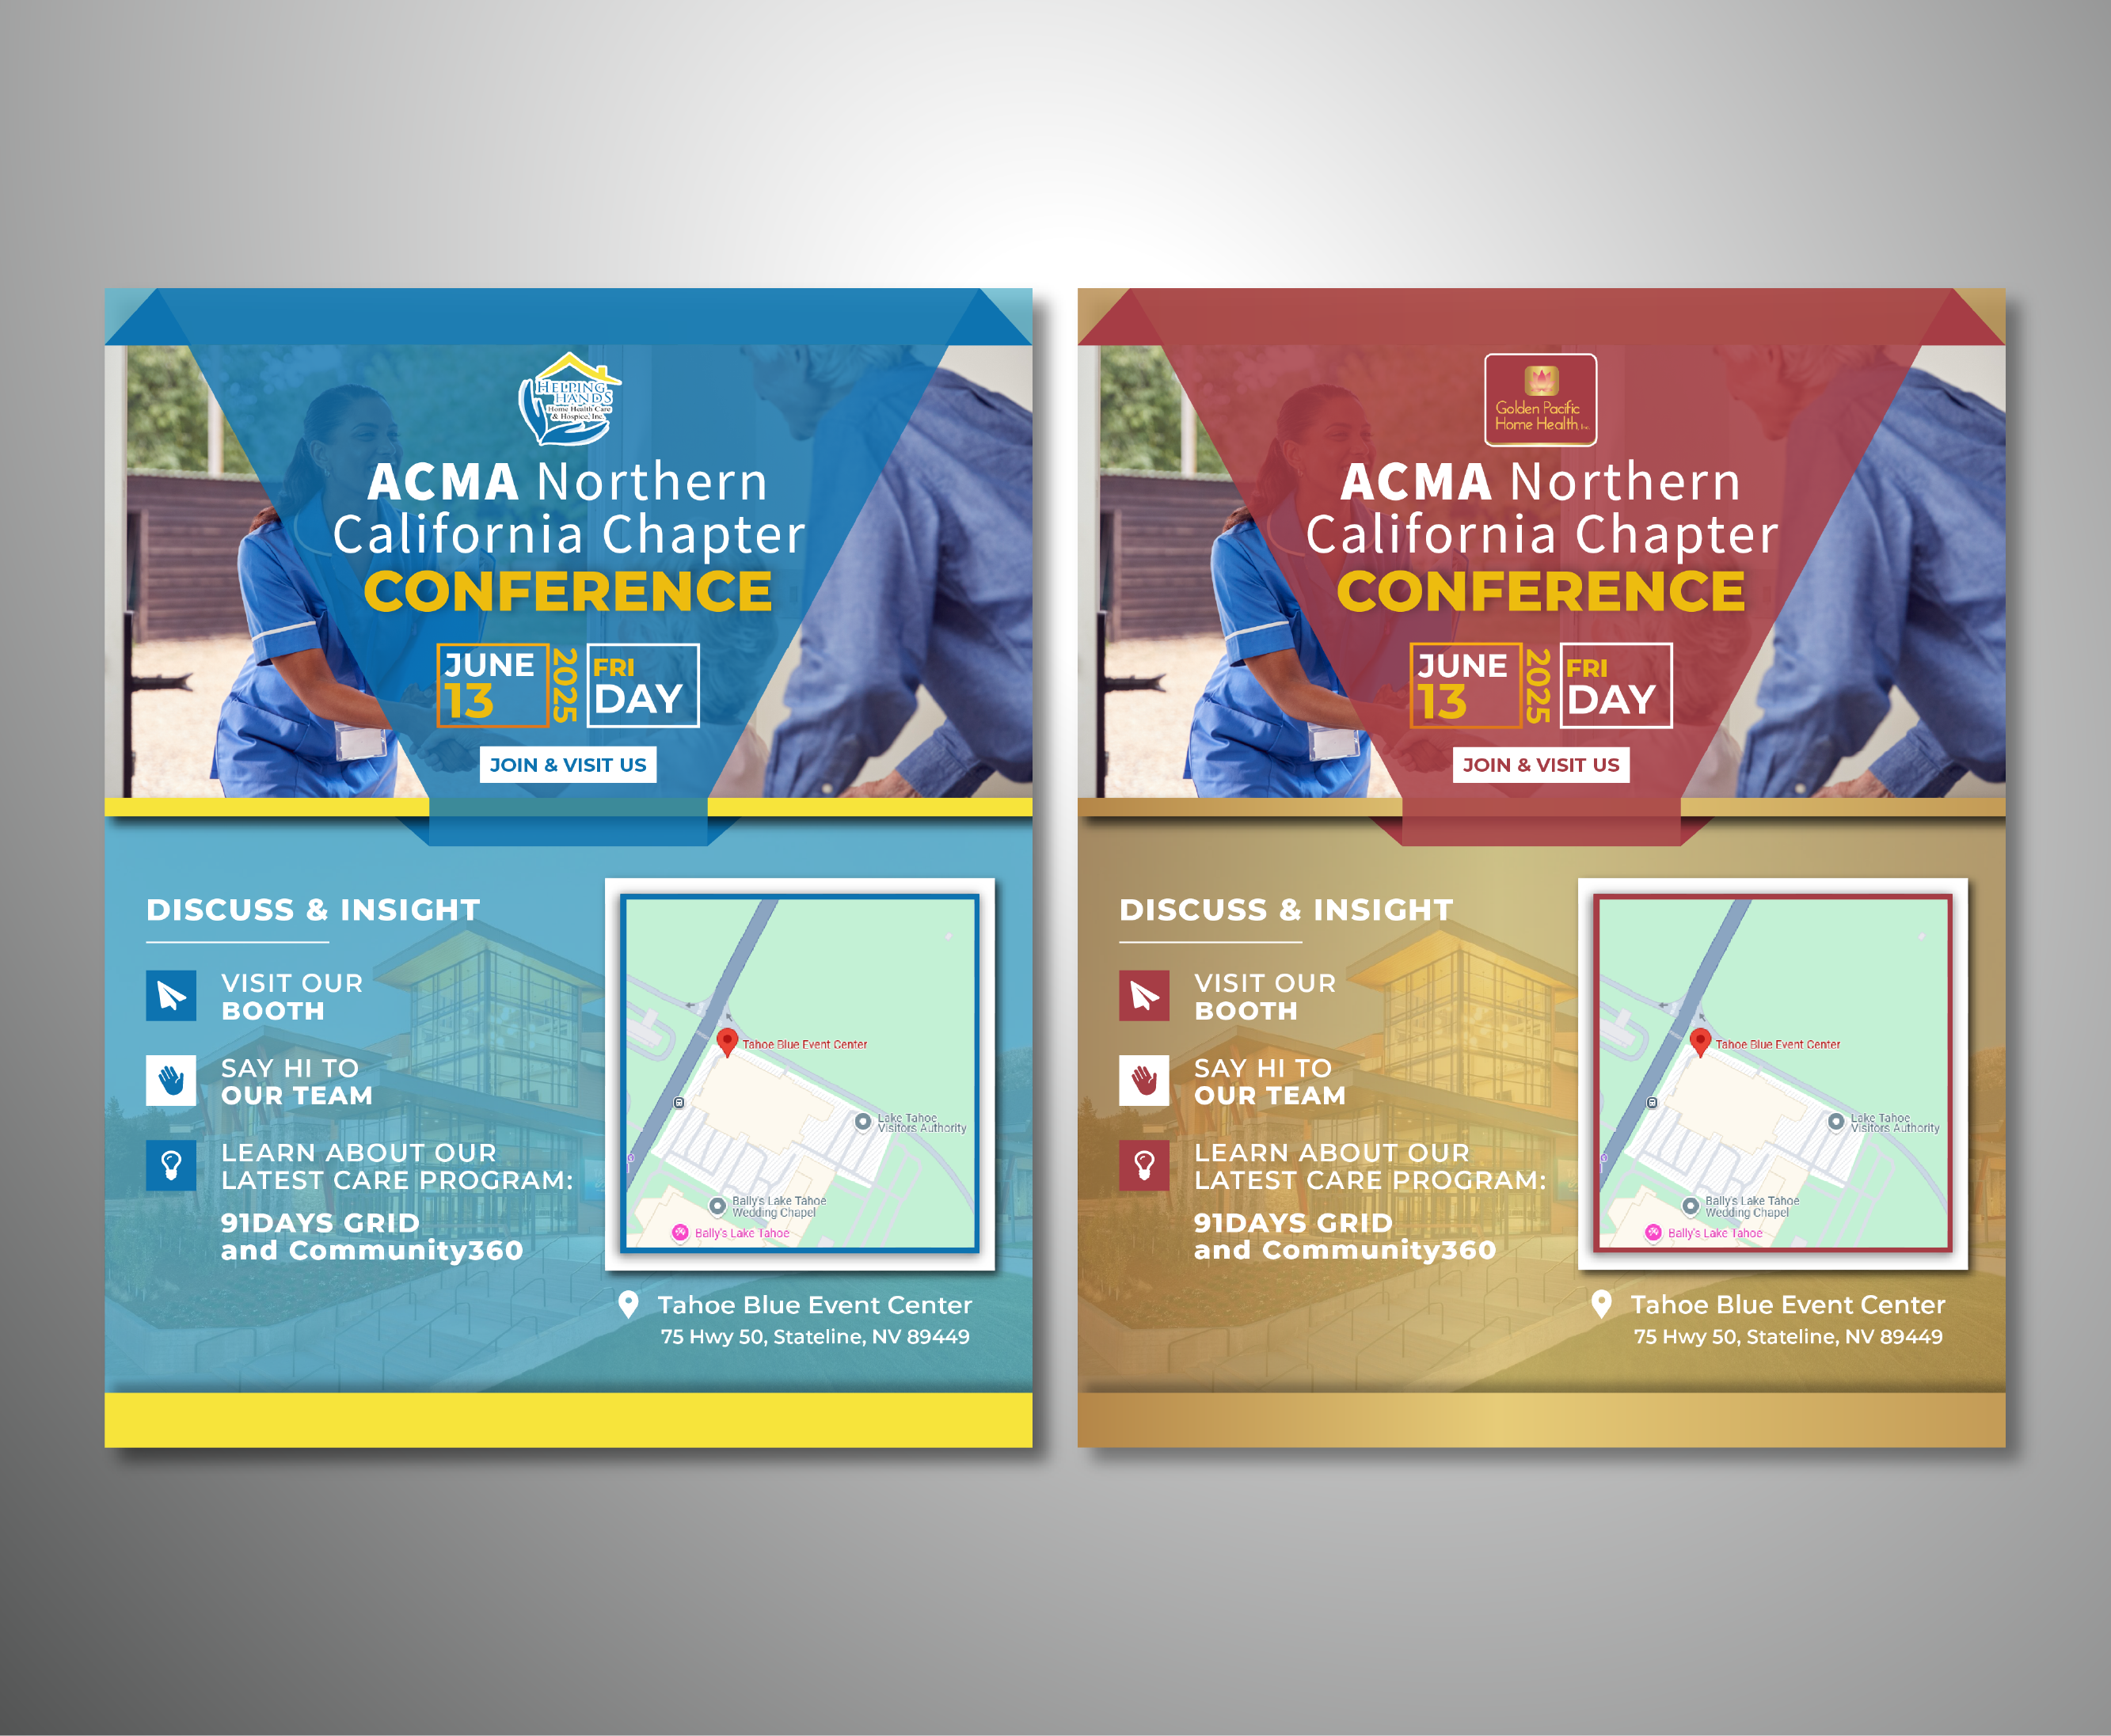 HELPING
HANDS
Home Health Care
& Hospice, Inc.
ACMA Northern
California Chapter
CONFERENCE
JUNE
13
2025
FRI
DAY
JOIN & VISIT US
DISCUSS & INSIGHT
VISIT OUR
BOOTH
SAY HI TO
OUR TEAM
LEARN ABOUT OUR
LATEST CARE PROGRAM:
91DAYS GRID
and Community360
Tahoe Blue Event Center
Lake Tahoe
Visitors Authority
Bally's Lake Tahoe
Wedding Chapel
Bally's Lake Tahoe
Tahoe Blue Event Center
75 Hwy 50, Stateline, NV 89449
Golden Pacific
Home Health, Inc.
ACMA Northern
California Chapter
CONFERENCE
JUNE
13
2025
FRI
DAY
JOIN & VISIT US
DISCUSS & INSIGHT
VISIT OUR
BOOTH
SAY HI TO
OUR TEAM
LEARN ABOUT OUR
LATEST CARE PROGRAM:
91DAYS GRID
and Community360
Tahoe Blue Event Center
Lake Tahoe
Visitors Authority
Bally's Lake Tahoe
Wedding Chapel
Bally's Lake Tahoe
Tahoe Blue Event Center
75 Hwy 50, Stateline, NV 89449